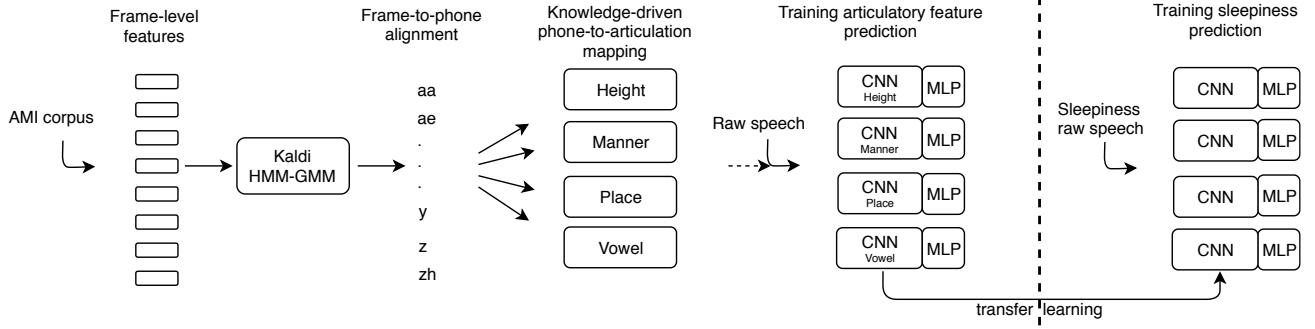 Frame-level
features
AMI corpus
Kaldi
HMM-GMM
Frame-to-phone
alignment
aa
ae
.
.
.
y
z
zh
Knowledge-driven
phone-to-articulation
mapping
Height
Manner
Place
Vowel
Raw speech
Training articulatory feature
prediction
CNN
Height
MLP
CNN
Manner
MLP
CNN
Place
MLP
CNN
Vowel
MLP
transfer learning
Sleepiness
raw speech
Training sleepiness
prediction
CNN MLP
CNN MLP
CNN MLP
CNN MLP